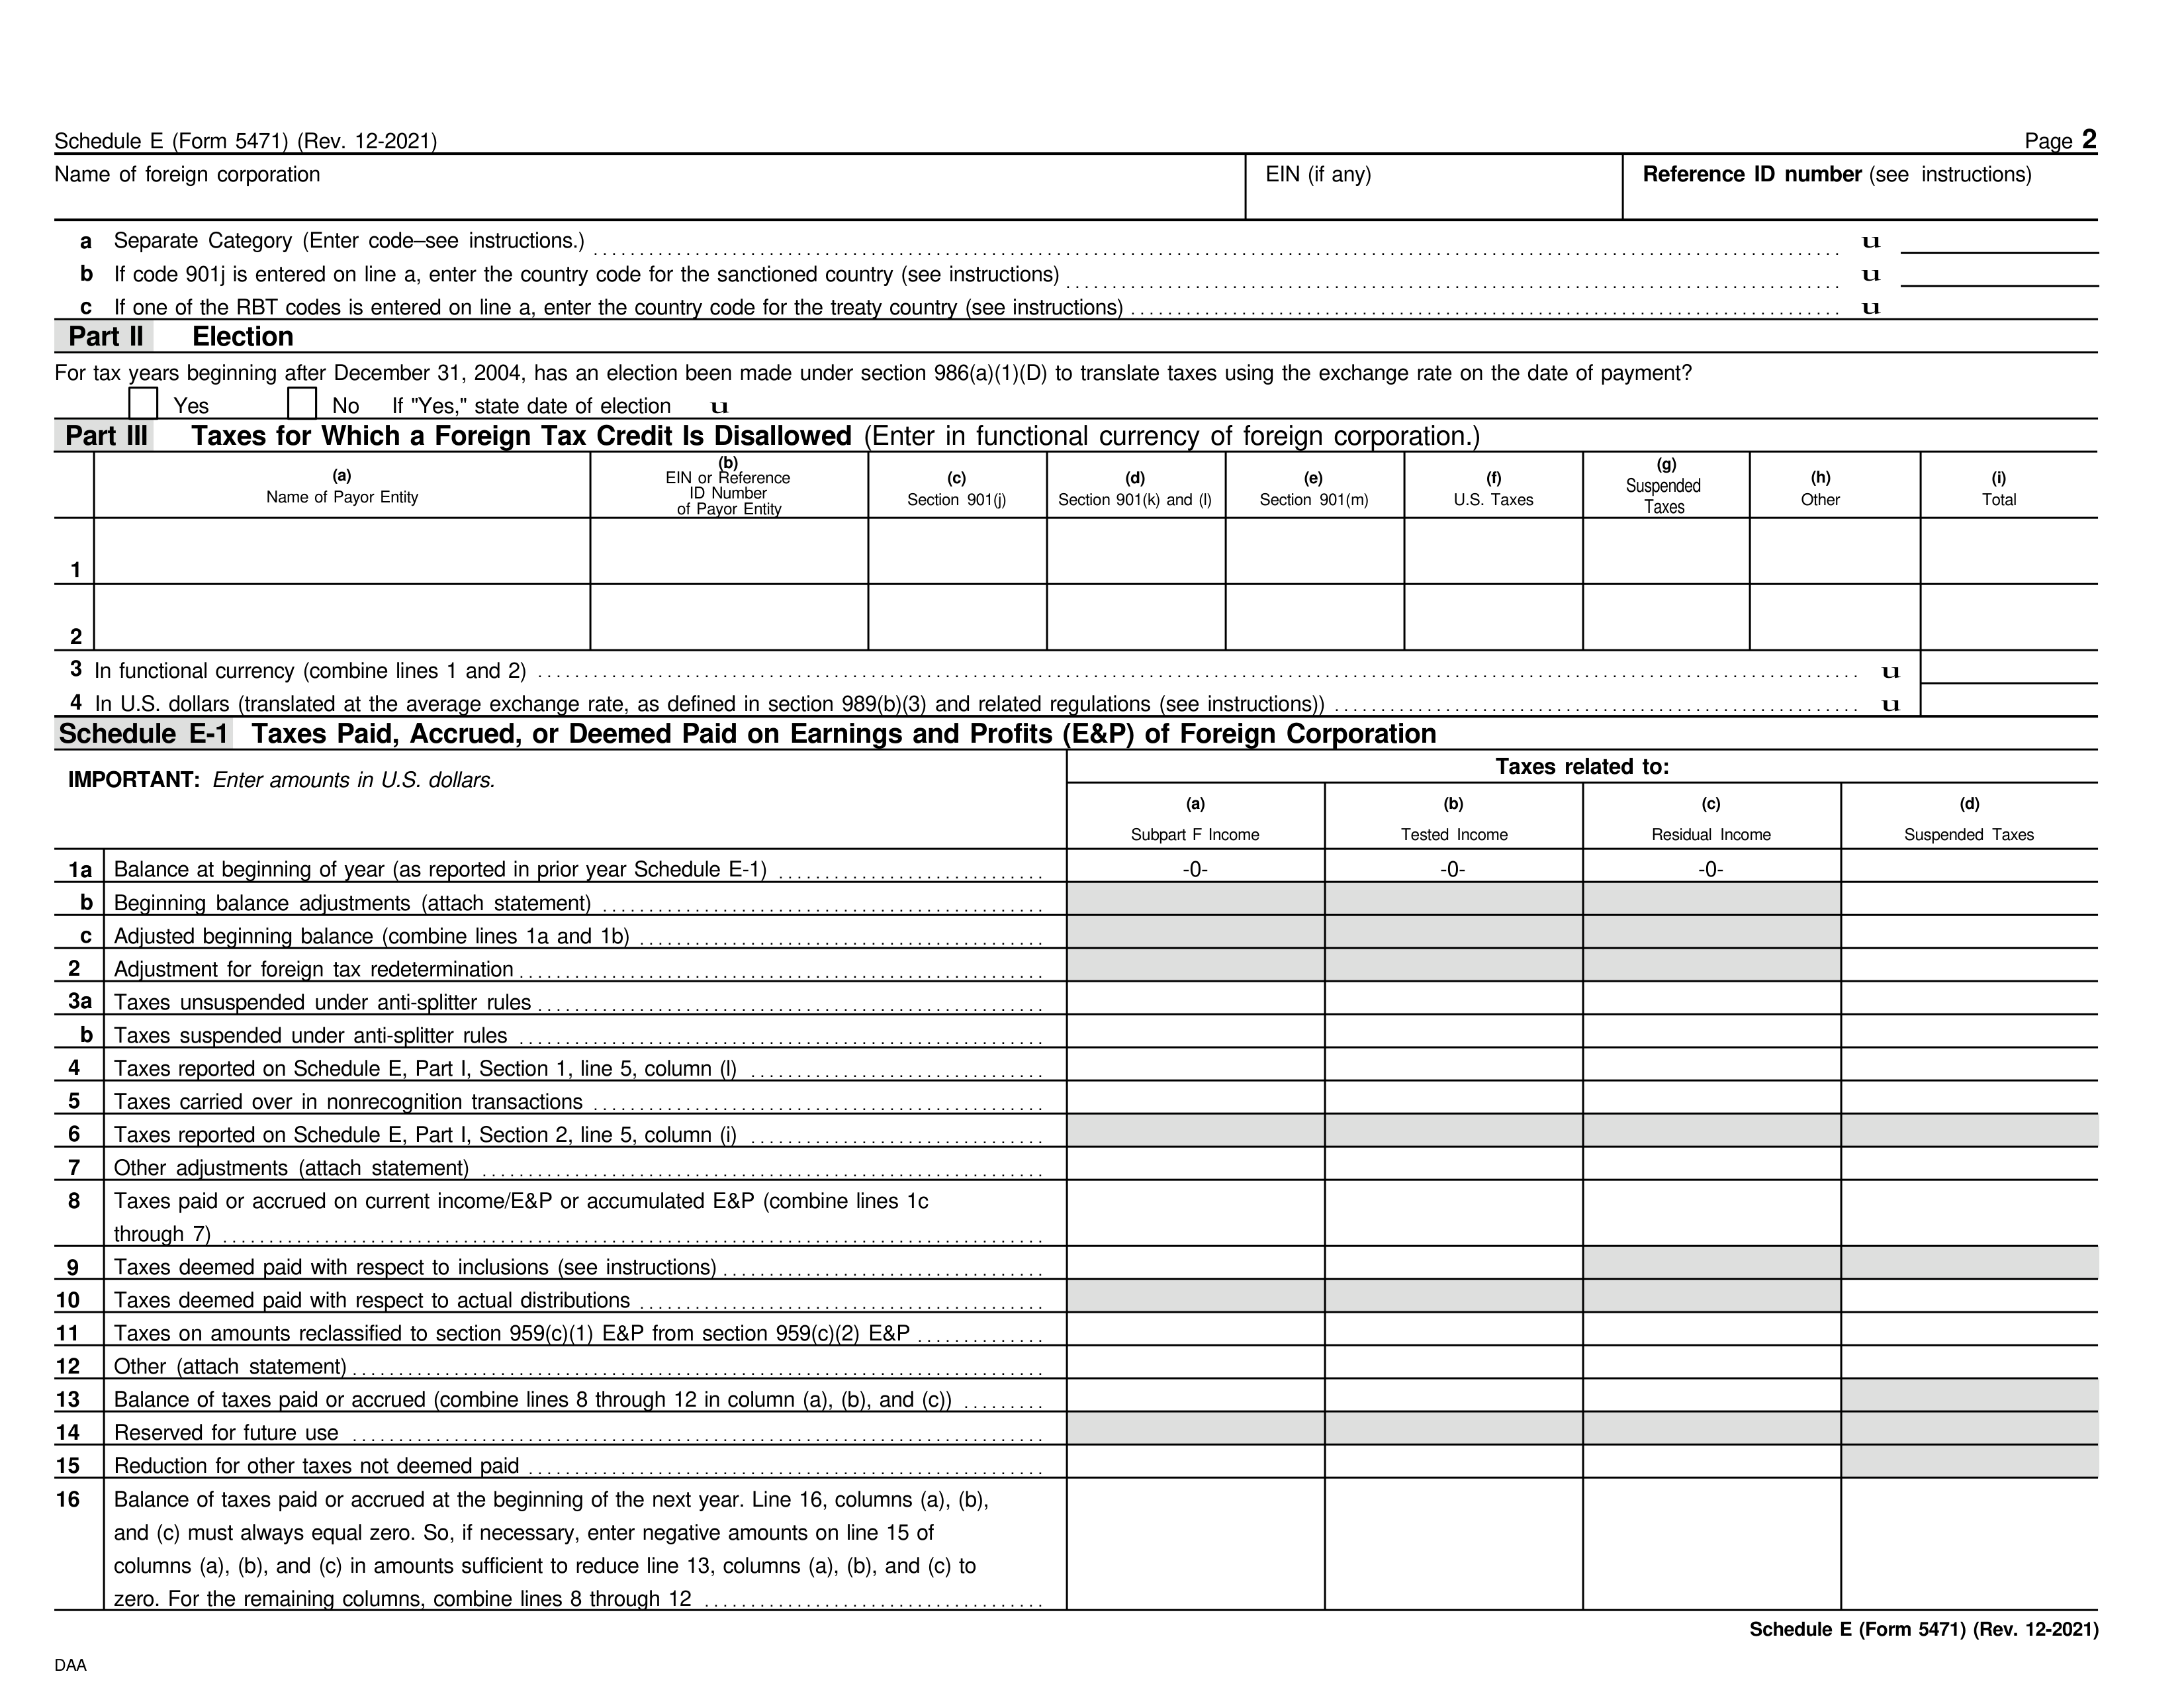 Schedule E (Form 5471) (Rev. 12-2021) Page 2
Name of foreign corporation EIN (if any) Reference ID number (see instructions)
a Separate Category (Enter code–see instructions.) u
b If code 901j is entered on line a, enter the country code for the sanctioned country (see instructions) u
c If one of the RBT codes is entered on line a, enter the country code for the treaty country (see instructions) u
Part II Election
For tax years beginning after December 31, 2004, has an election been made under section 986(a)(1)(D) to translate taxes using the exchange rate on the date of payment?
Yes No If "Yes," state date of election u
Part III Taxes for Which a Foreign Tax Credit Is Disallowed (Enter in functional currency of foreign corporation.)
(a)
Name of Payor Entity
(b)
EIN or Reference
ID Number
of Payor Entity
(c)
Section 901(j)
(d)
Section 901(k) and (l)
(e)
Section 901(m)
(f)
U.S. Taxes
(g)
Suspended
Taxes
(h)
Other
(i)
Total
1
2
3 In functional currency (combine lines 1 and 2) u
4 In U.S. dollars (translated at the average exchange rate, as defined in section 989(b)(3) and related regulations (see instructions)) u
Schedule E-1 Taxes Paid, Accrued, or Deemed Paid on Earnings and Profits (E&P) of Foreign Corporation
IMPORTANT: Enter amounts in U.S. dollars.
Taxes related to:
(a)
Subpart F Income
(b)
Tested Income
(c)
Residual Income
(d)
Suspended Taxes
1a Balance at beginning of year (as reported in prior year Schedule E-1) -0- -0- -0-
b Beginning balance adjustments (attach statement)
c Adjusted beginning balance (combine lines 1a and 1b)
2 Adjustment for foreign tax redetermination
3a Taxes unsuspended under anti-splitter rules
b Taxes suspended under anti-splitter rules
4 Taxes reported on Schedule E, Part I, Section 1, line 5, column (l)
5 Taxes carried over in nonrecognition transactions
6 Taxes reported on Schedule E, Part I, Section 2, line 5, column (i)
7 Other adjustments (attach statement)
8 Taxes paid or accrued on current income/E&P or accumulated E&P (combine lines 1c
through 7)
9 Taxes deemed paid with respect to inclusions (see instructions)
10 Taxes deemed paid with respect to actual distributions
11 Taxes on amounts reclassified to section 959(c)(1) E&P from section 959(c)(2) E&P
12 Other (attach statement)
13 Balance of taxes paid or accrued (combine lines 8 through 12 in column (a), (b), and (c))
14 Reserved for future use
15 Reduction for other taxes not deemed paid
16 Balance of taxes paid or accrued at the beginning of the next year. Line 16, columns (a), (b),
and (c) must always equal zero. So, if necessary, enter negative amounts on line 15 of
columns (a), (b), and (c) in amounts sufficient to reduce line 13, columns (a), (b), and (c) to
zero. For the remaining columns, combine lines 8 through 12
Schedule E (Form 5471) (Rev. 12-2021)
DAA